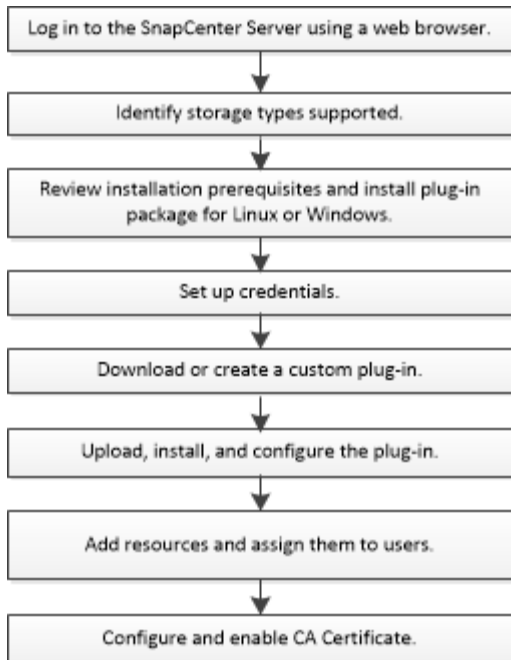 Log in to the SnapCenter Server using a web browser.
Identify storage types supported.
Review installation prerequisites and install plug-in
package for Linux or Windows.
Set up credentials.
Download or create a custom plug-in.
Upload, install, and configure the plug-in.
Add resources and assign them to users.
Configure and enable CA Certificate.